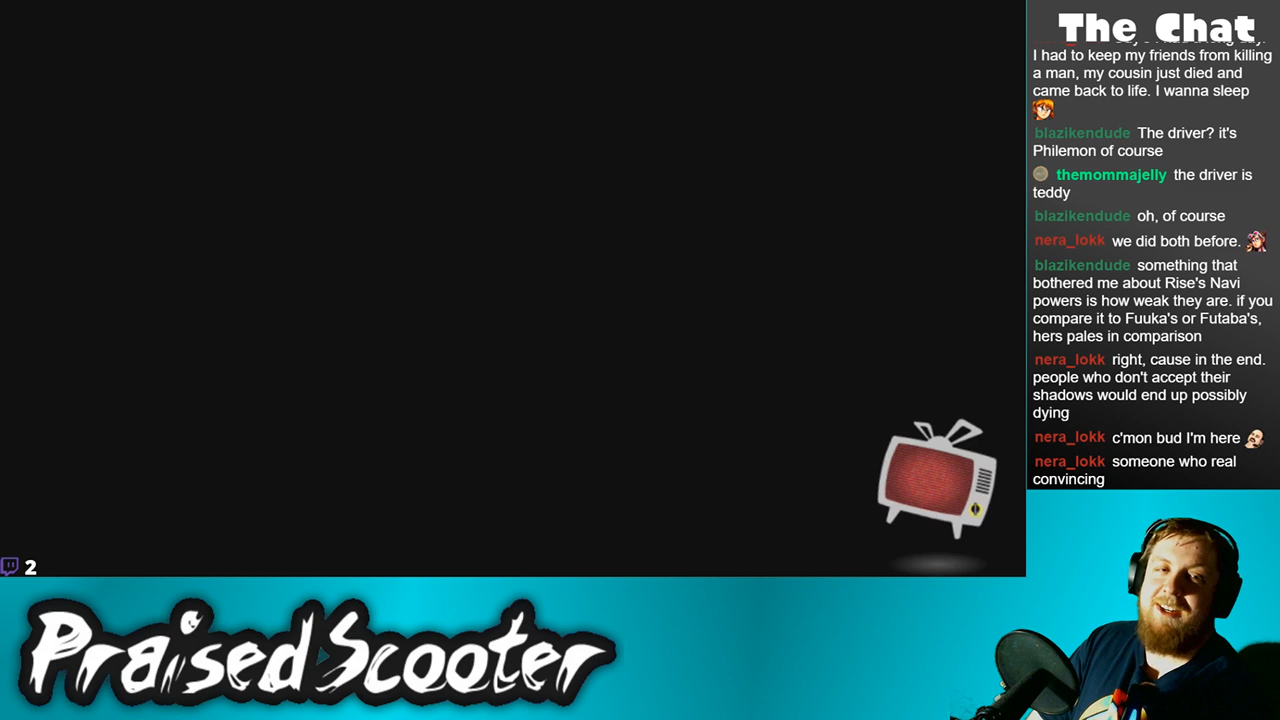 The Chat
I had to keep my friends from killing
a man, my cousin just died and
came back to life. I wanna sleep
blazikendude The driver? it's
Philemon of course
themommajelly the driver is
teddy
blazikendude oh, of course
nera_lokk we did both before.
blazikendude something that
bothered me about Rise's Navi
powers is how weak they are. if you
compare it to Fuuka's or Futaba's,
hers pales in comparison
nera_lokk right, cause in the end.
people who don't accept their
shadows would end up possibly
dying
nera_lokk c'mon bud I'm here
nera_lokk someone who real
convincing
2
PraisedScooter